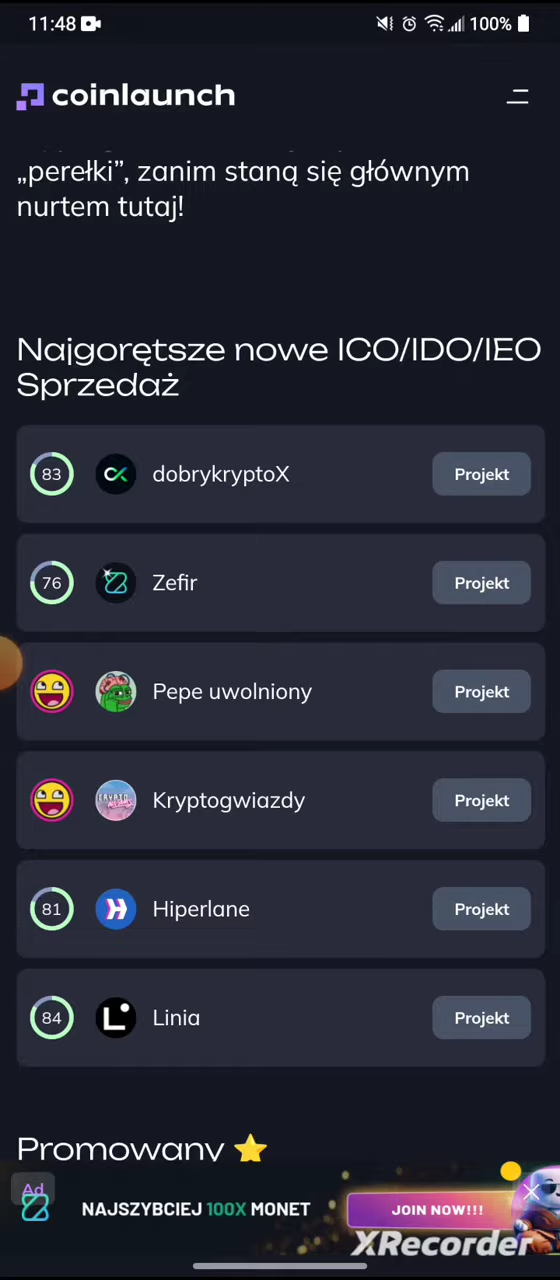 11:48
100%
coinlaunch
„perełki”, zanim staną się głównym
nurtem tutaj!
Najgorętsze nowe ICO/IDO/IEO
Sprzedaż
83 dobrykryptoX Projekt
76 Zefir Projekt
Pepe uwolniony Projekt
Kryptogwiazdy Projekt
81 Hiperlane Projekt
84 Linia Projekt
Promowany
Ad
NAJSZYBCIEJ 100X MONET
JOIN NOW!!!
XRecorder